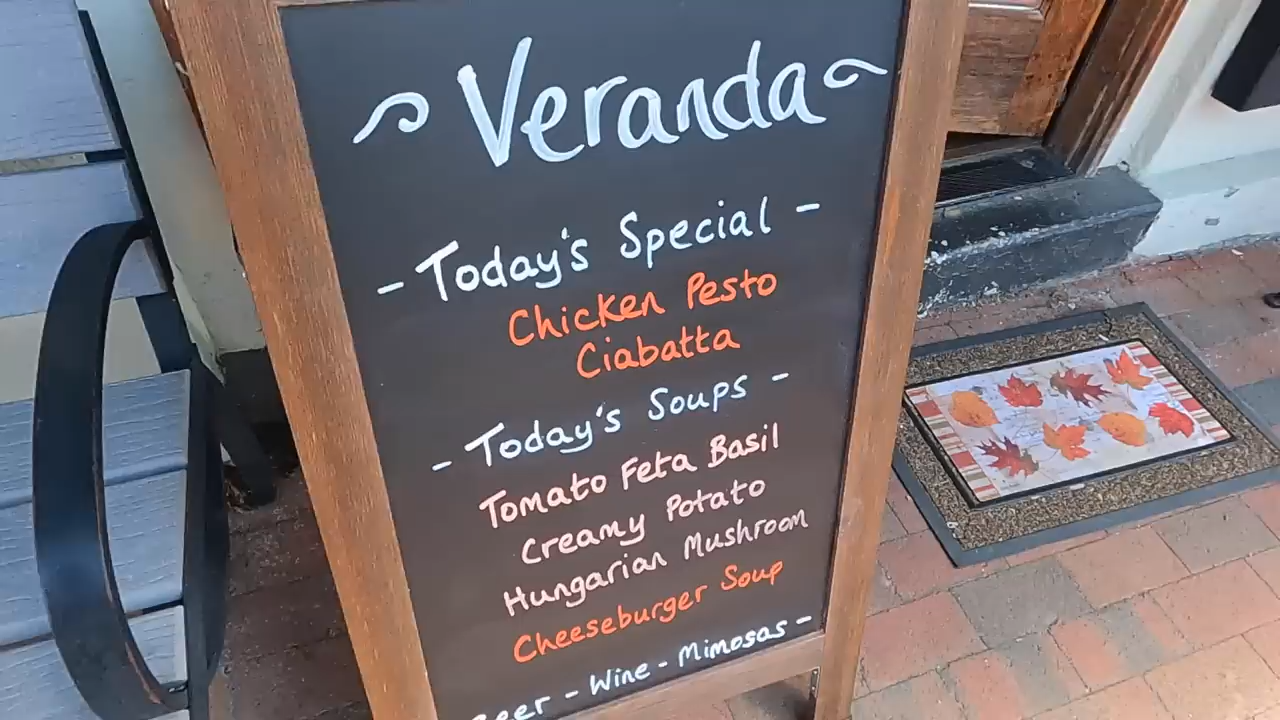 Veranda
- Today's Special -
Chicken Pesto
Ciabatta
- Today's Soups -
Tomato Feta Basil
Creamy Potato
Hungarian Mushroom
Cheeseburger Soup
Beer - Wine - Mimosas -